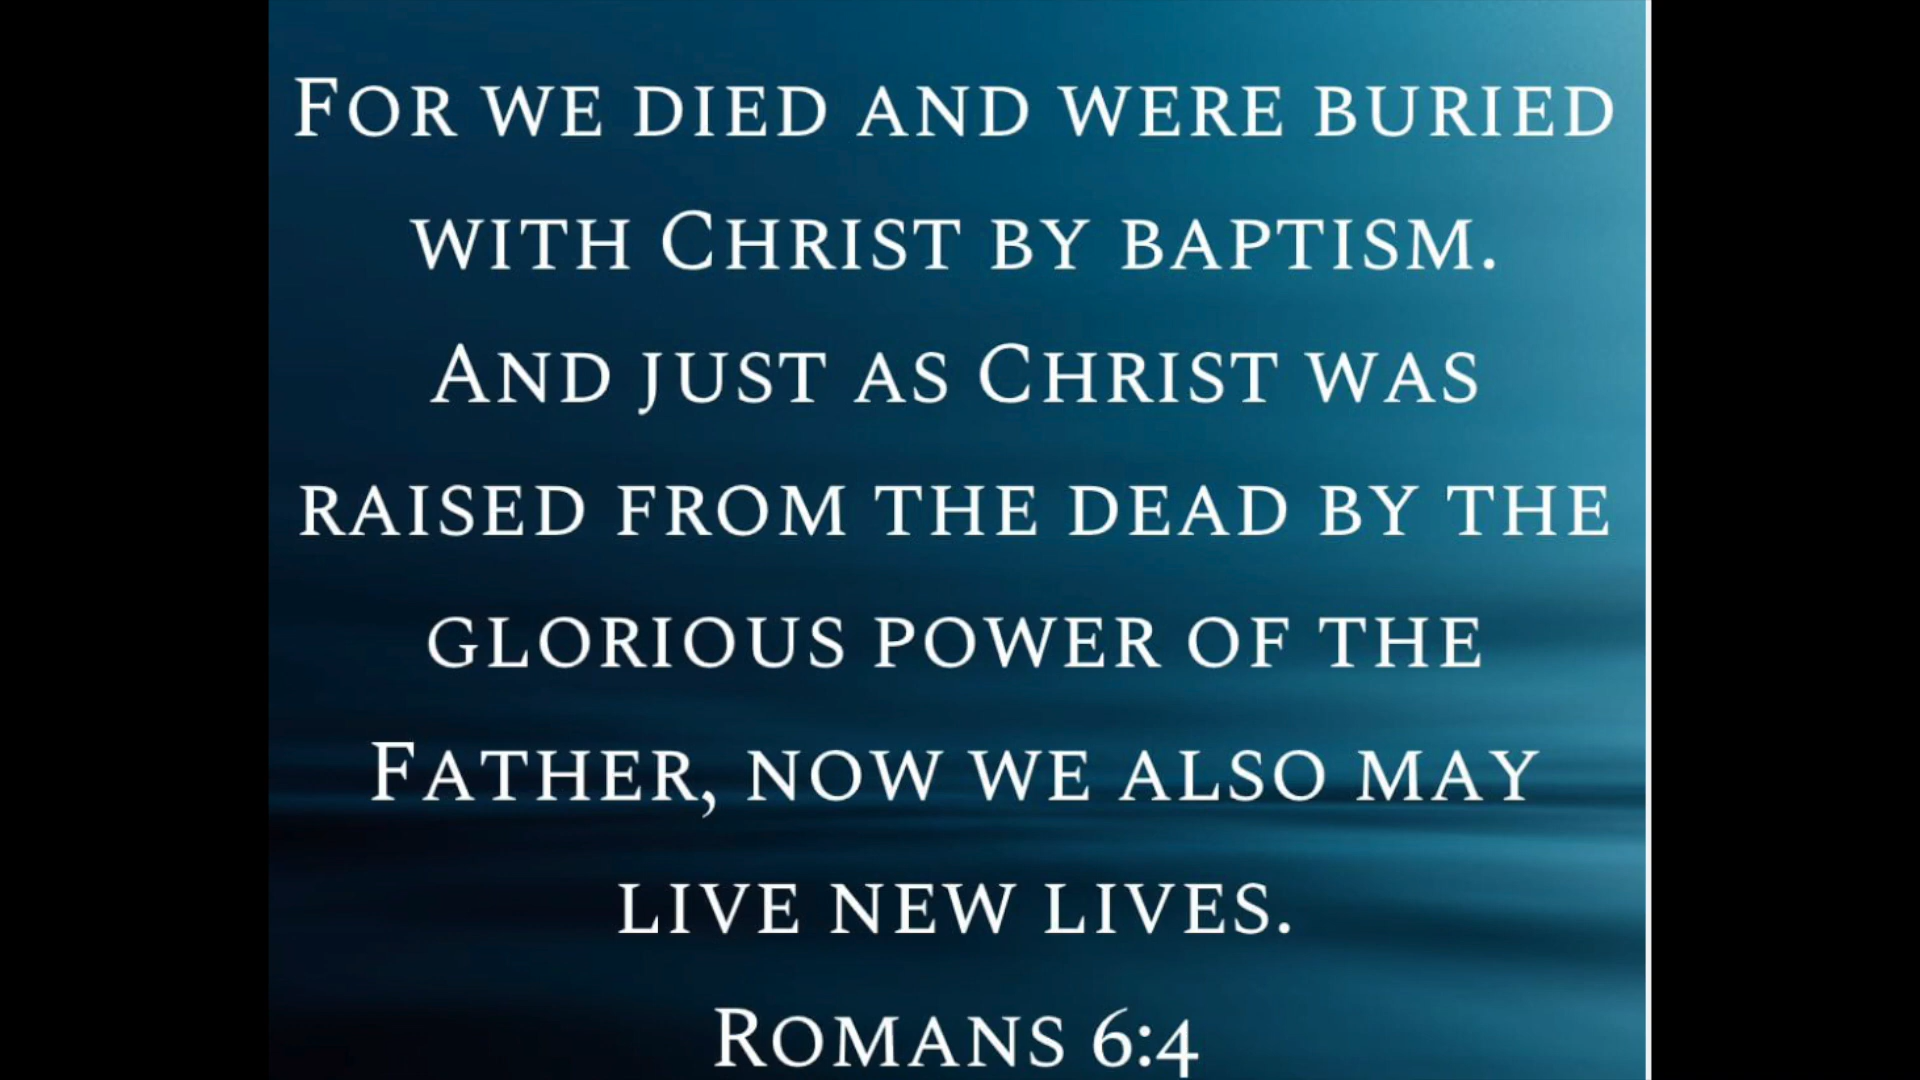 For we died and were buried
with Christ by baptism.
And just as Christ was
raised from the dead by the
glorious power of the
Father, now we also may
live new lives.
Romans 6:4